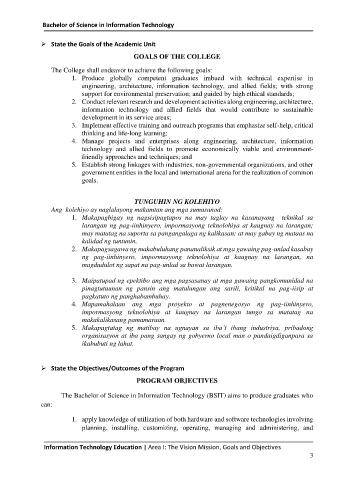 Bachelor of Science in Information Technology
➢ State the Goals of the Academic Unit
GOALS OF THE COLLEGE
The College shall endeavor to achieve the following goals:
1. Produce globally competent graduates imbued with technical expertise in
engineering, architecture, information technology, and allied fields; with strong
support for environmental preservation; and guided by high ethical standards;
2. Conduct relevant research and development activities along engineering, architecture,
information technology and allied fields that would contribute to sustainable
development in its service areas;
3. Implement effective training and outreach programs that emphasize self-help, critical
thinking and life-long learning;
4. Manage projects and enterprises along engineering, architecture, information
technology and allied fields to promote economically viable and environment-
friendly approaches and techniques; and
5. Establish strong linkages with industries, non-governmental organizations, and other
government entities in the local and international arena for the realization of common
goals.
TUNGUHIN NG KOLEHIYO
Ang kolehiyo ay naglalayong makamtan ang mga sumusunod:
1. Makapagbigay ng nagsisipagtapos na may taglay na kasanayang teknikal sa
larangan ng pag-iinhinyero, impormasyong teknolohiya at kaugnay na larangan;
may matatag na suporta sa pangangalaga ng kalikasan; at may gabay ng mataas na
kalidad ng tuntunin.
2. Makapagsagawa ng makabuluhang pananaliksik at mga gawaing pag-unlad kasabay
ng pag-iinhinyero, impormasyong teknolohiya at kaugnay na larangan, na
magdudulot ng sapat na pag-unlad sa bawat larangan.
3. Maipatupad ng epektibo ang mga pagsasanay at mga gawaing pangkomunidad na
pinagtutuunan ng pansin ang matulungan ang sarili, kritikal na pag-iisip at
pagkatuto ng panghabambuhay.
4. Mapamahalaan ang mga proyekto at pagnenegosyo ng pag-iinhinyero,
impormasyong teknolohiya at kaugnay na larangan tungo sa matatag na
makakalikasang pamamaraan.
5. Makapagtatag ng matibay na ugnayan sa iba't ibang industriya, pribadong
organisasyon at iba pang sangay ng gobyerno local man o pandaigdiganpara sa
ikabubuti ng lahat.
➢ State the Objectives/Outcomes of the Program
PROGRAM OBJECTIVES
The Bachelor of Science in Information Technology (BSIT) aims to produce graduates who
can:
1. apply knowledge of utilization of both hardware and software technologies involving
planning, installing, customizing, operating, managing and administering, and
Information Technology Education | Area I: The Vision Mission, Goals and Objectives
3